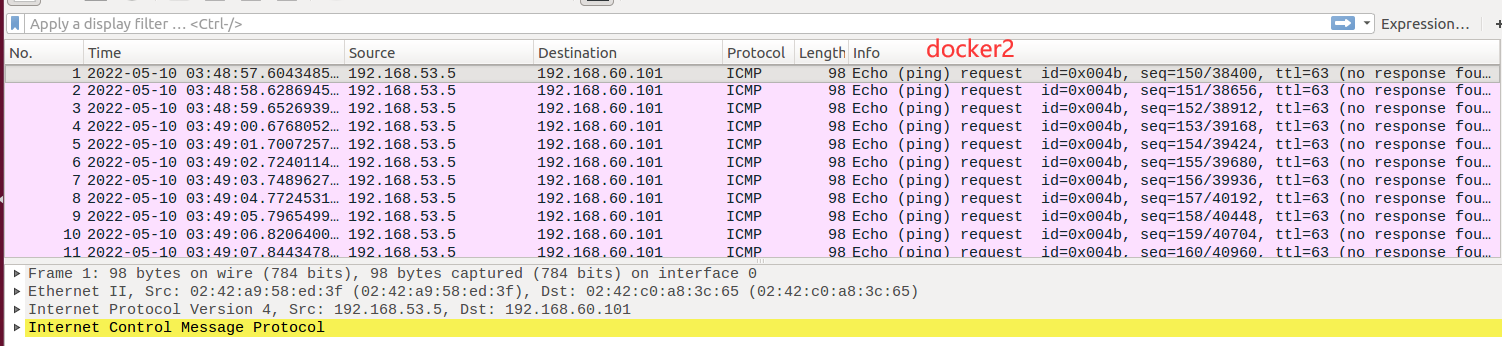 Apply a display filter … <Ctrl-/>
Expression…
+
docker2
No. Time Source Destination Protocol Length Info
1 2022-05-10 03:48:57.6043485… 192.168.53.5 192.168.60.101 ICMP 98 Echo (ping) request id=0x004b, seq=150/38400, ttl=63 (no response fou…
2 2022-05-10 03:48:58.6286945… 192.168.53.5 192.168.60.101 ICMP 98 Echo (ping) request id=0x004b, seq=151/38656, ttl=63 (no response fou…
3 2022-05-10 03:48:59.6526939… 192.168.53.5 192.168.60.101 ICMP 98 Echo (ping) request id=0x004b, seq=152/38912, ttl=63 (no response fou…
4 2022-05-10 03:49:00.6768052… 192.168.53.5 192.168.60.101 ICMP 98 Echo (ping) request id=0x004b, seq=153/39168, ttl=63 (no response fou…
5 2022-05-10 03:49:01.7007257… 192.168.53.5 192.168.60.101 ICMP 98 Echo (ping) request id=0x004b, seq=154/39424, ttl=63 (no response fou…
6 2022-05-10 03:49:02.7240114… 192.168.53.5 192.168.60.101 ICMP 98 Echo (ping) request id=0x004b, seq=155/39680, ttl=63 (no response fou…
7 2022-05-10 03:49:03.7489627… 192.168.53.5 192.168.60.101 ICMP 98 Echo (ping) request id=0x004b, seq=156/39936, ttl=63 (no response fou…
8 2022-05-10 03:49:04.7724531… 192.168.53.5 192.168.60.101 ICMP 98 Echo (ping) request id=0x004b, seq=157/40192, ttl=63 (no response fou…
9 2022-05-10 03:49:05.7965499… 192.168.53.5 192.168.60.101 ICMP 98 Echo (ping) request id=0x004b, seq=158/40448, ttl=63 (no response fou…
10 2022-05-10 03:49:06.8206400… 192.168.53.5 192.168.60.101 ICMP 98 Echo (ping) request id=0x004b, seq=159/40704, ttl=63 (no response fou…
11 2022-05-10 03:49:07.8443478… 192.168.53.5 192.168.60.101 ICMP 98 Echo (ping) request id=0x004b, seq=160/40960, ttl=63 (no response fou…
Frame 1: 98 bytes on wire (784 bits), 98 bytes captured (784 bits) on interface 0
Ethernet II, Src: 02:42:a9:58:ed:3f (02:42:a9:58:ed:3f), Dst: 02:42:c0:a8:3c:65 (02:42:c0:a8:3c:65)
Internet Protocol Version 4, Src: 192.168.53.5, Dst: 192.168.60.101
Internet Control Message Protocol